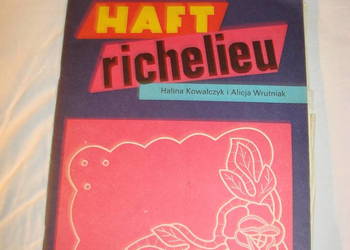 HAFT
richelieu
Halina Kowalczyk i Alicja Wrutniak